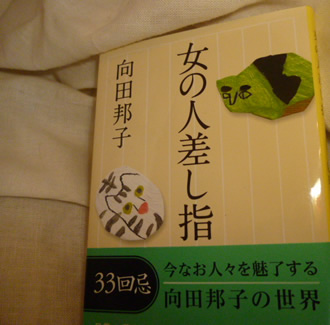 女の人差し指
向田邦子
33回忌
今なお人々を魅了する
向田邦子の世界